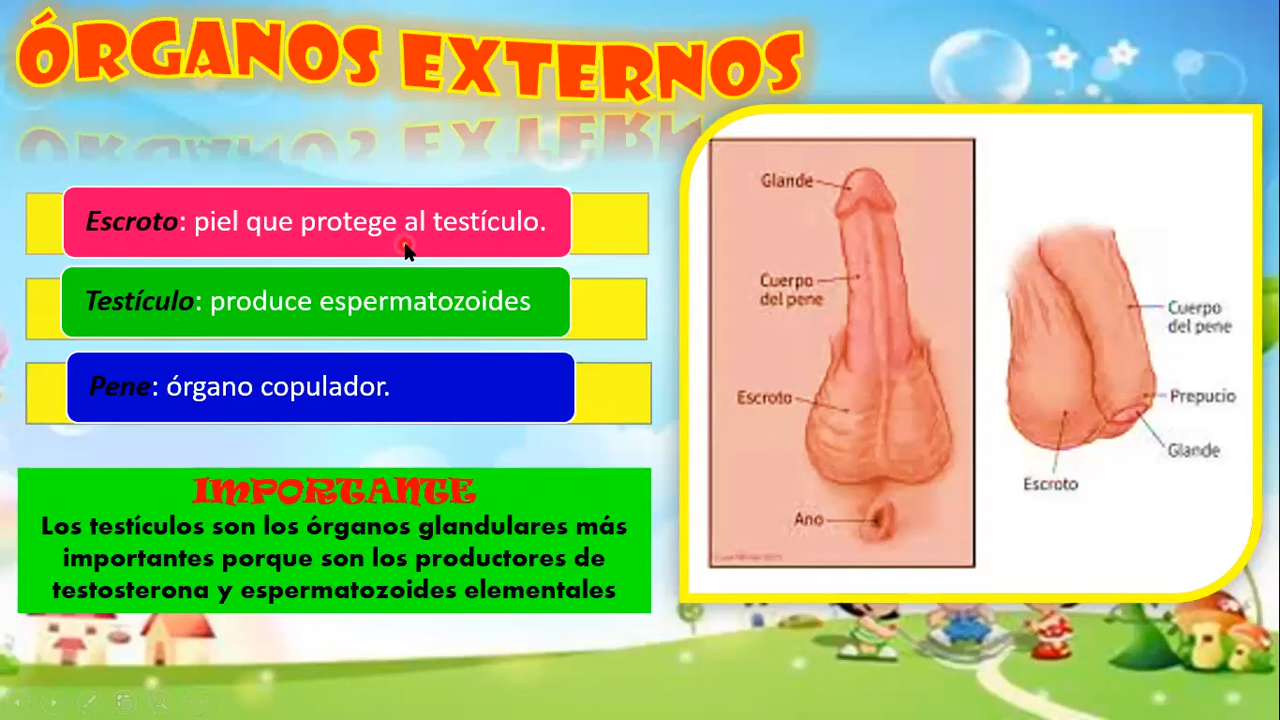 ÓRGANOS EXTERNOS
Escroto: piel que protege al testículo.
Testículo: produce espermatozoides
Pene: órgano copulador.
IMPORTANTE
Los testículos son los órganos glandulares más
importantes porque son los productores de
testosterona y espermatozoides elementales
Glande
Cuerpo
del pene
Escroto
Ano
Cuerpo
del pene
Prepucio
Glande
Escroto